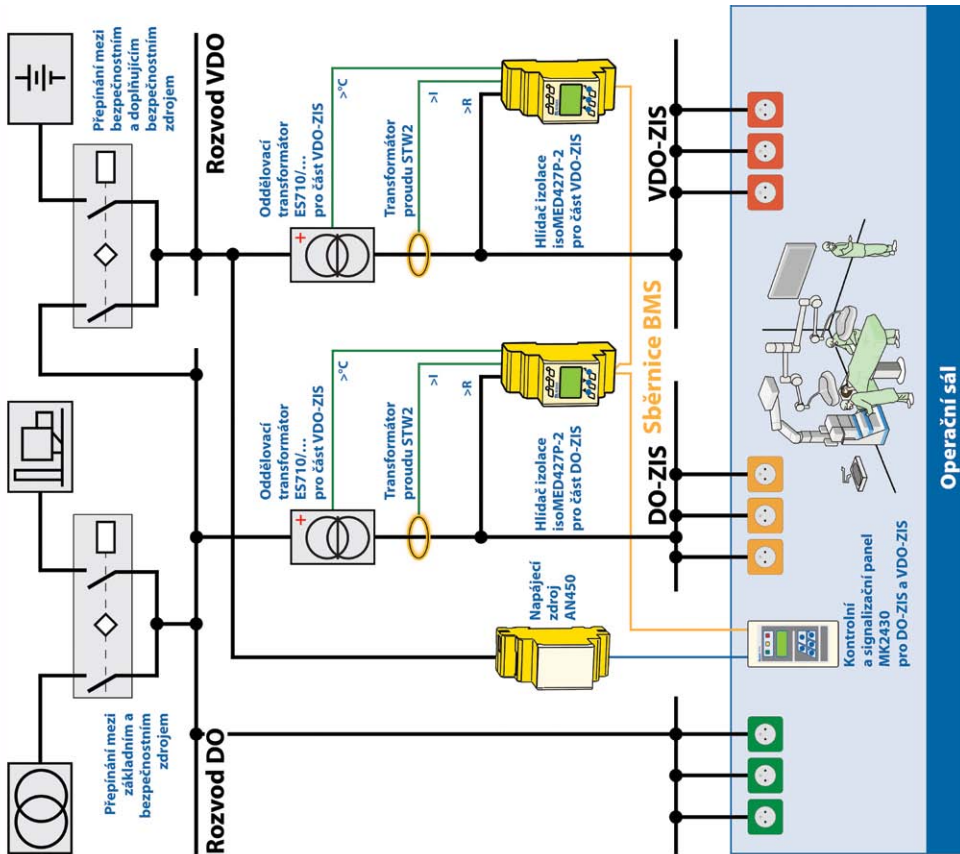 Přepínání mezi
základním a
bezpečnostním
zdrojem
Přepínání mezi
bezpečnostním
a doplňujícím
bezpečnostním
zdrojem
Rozvod DO
Rozvod VDO
Oddělovací
transformátor
ES710/...
pro část VDO-ZIS
>°C
Transformátor
proudu STW2
>I
>R
Oddělovací
transformátor
ES710/...
pro část VDO-ZIS
>°C
Transformátor
proudu STW2
>I
>R
Napájecí
zdroj
AN450
Hlídač izolace
isoMED427P-2
pro část DO-ZIS
Hlídač izolace
isoMED427P-2
pro část VDO-ZIS
Sběrnice BMS
DO-ZIS
VDO-ZIS
Kontrolní
a signalizační panel
MK2430
pro DO-ZIS a VDO-ZIS
Operační sál